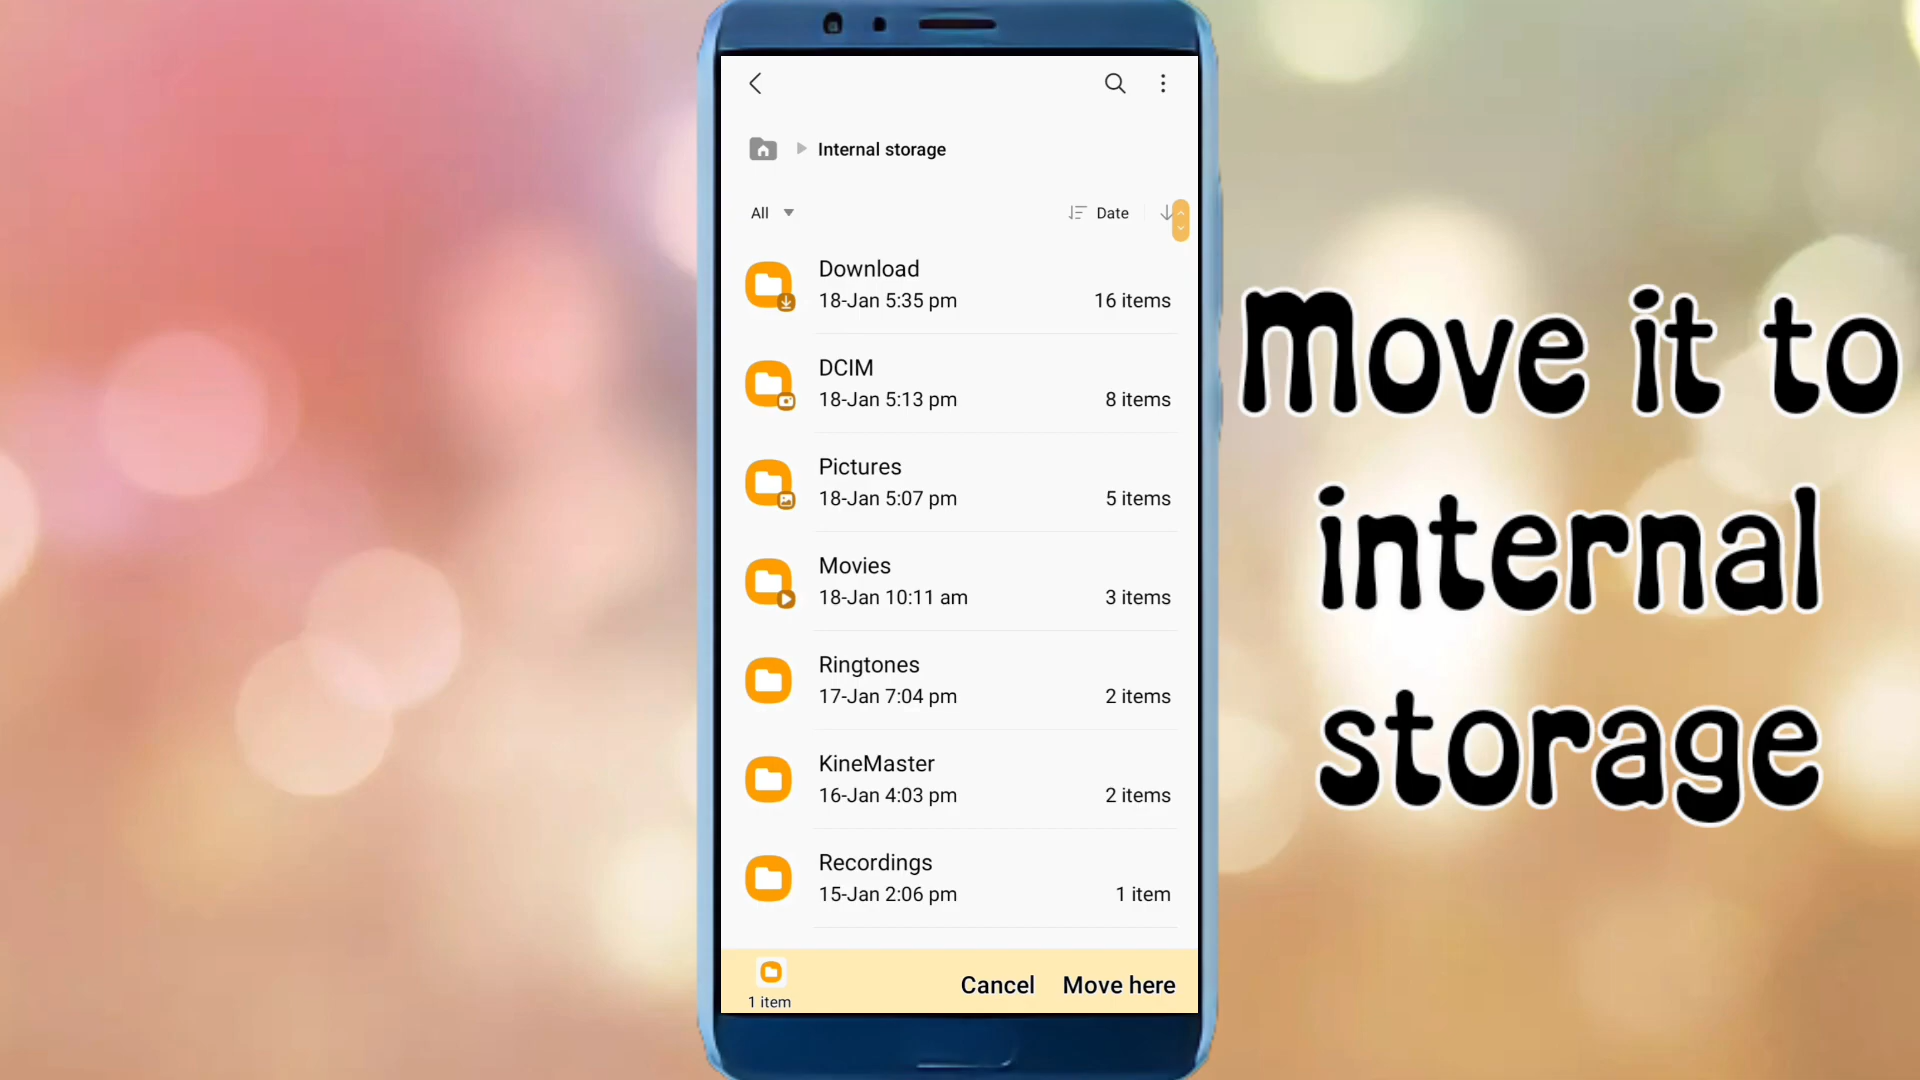 Internal storage
All
Date
Download
18-Jan 5:35 pm
16 items
DCIM
18-Jan 5:13 pm
8 items
Pictures
18-Jan 5:07 pm
5 items
Movies
18-Jan 10:11 am
3 items
Ringtones
17-Jan 7:04 pm
2 items
KineMaster
16-Jan 4:03 pm
2 items
Recordings
15-Jan 2:06 pm
1 item
1 item
Cancel
Move here
Move it to
internal
storage